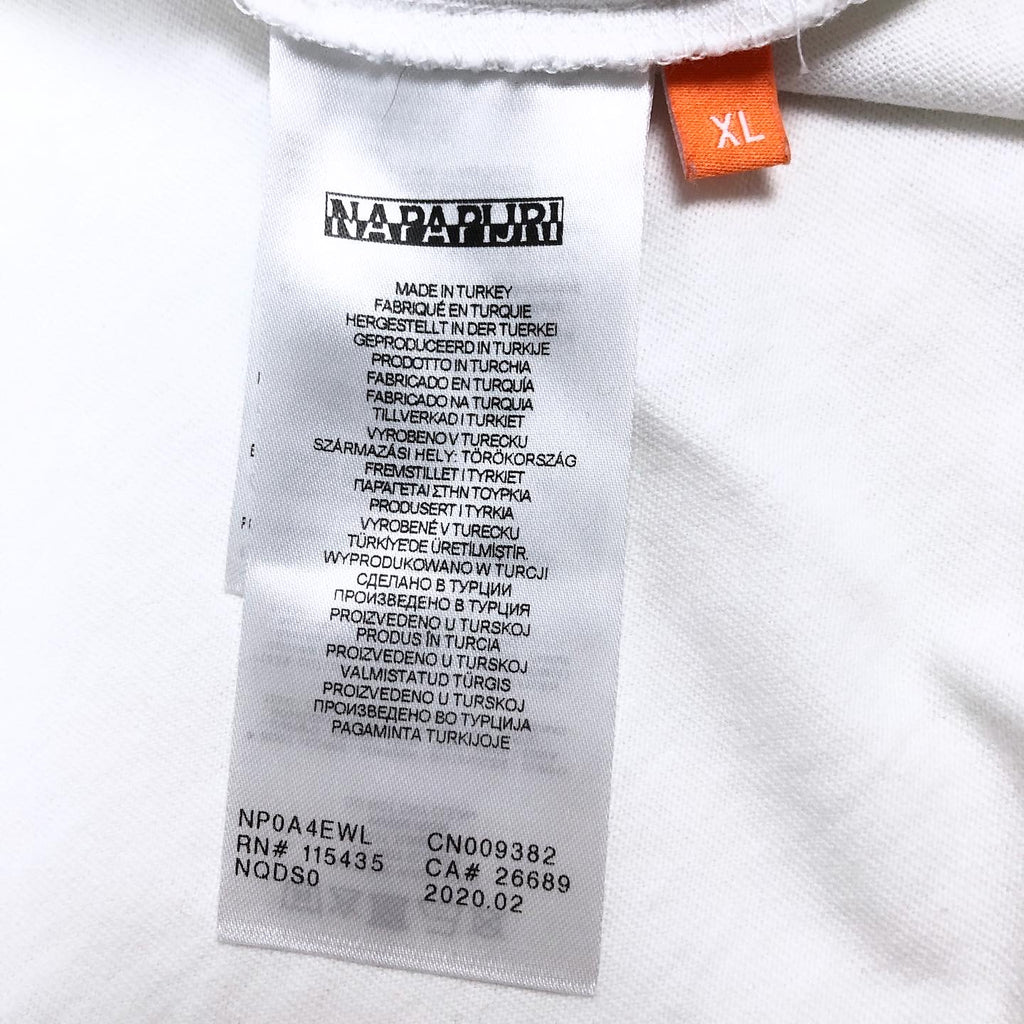 XL
NAPAPIJRI
MADE IN TURKEY
FABRIQUÉ EN TURQUIE
HERGESTELLT IN DER TUERKEI
GEPRODUCEERD IN TURKIJE
PRODOTTO IN TURCHIA
FABRICADO EN TURQUÍA
FABRICADO NA TURQUIA
TILLVERKAD I TURKIET
VYROBENO V TURECKU
SZÁRMAZÁSI HELY: TÖRÖKORSZÁG
FREMSTILLET I TYRKIET
ΠΑΡΑΓΕΤΑΙ ΣΤΗΝ ΤΟΥΡΚΙΑ
PRODUSERT I TYRKIA
VYROBENÉ V TURECKU
TÜRKİYE'DE ÜRETİLMİŞTİR.
WYPRODUKOWANO W TURCJI
СДЕЛАНО В ТУРЦИИ
ПРОИЗВЕДЕНО В ТУРЦИЯ
PROIZVEDENO U TURSKOJ
PRODUS ÎN TURCIA
PROIZVEDENO U TURSKOJ
VALMISTATUD TÜRGIS
PROIZVEDENO U TURSKOJ
ПРОИЗВЕДЕНО ВО ТУРЦИЈА
PAGAMINTA TURKIJOJE
NP0A4EWL CN009382
RN# 115435 CA# 26689
NQDS0 2020.02